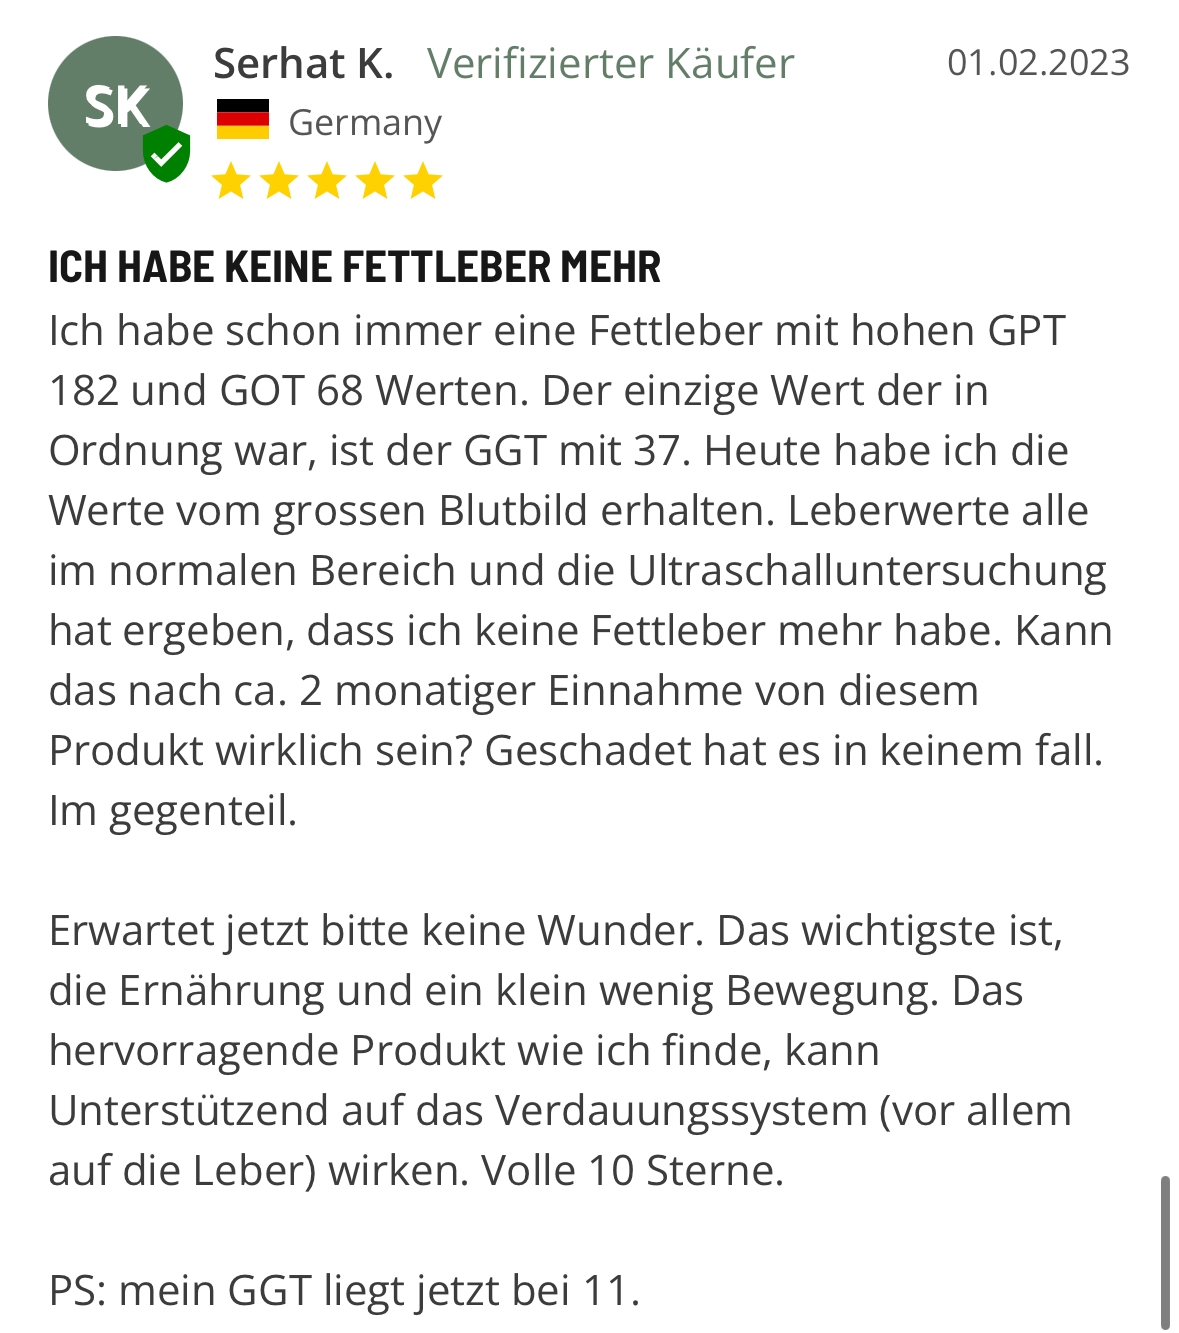 SK
Serhat K. Verifizierter Käufer 01.02.2023
Germany
ICH HABE KEINE FETTLEBER MEHR
Ich habe schon immer eine Fettleber mit hohen GPT
182 und GOT 68 Werten. Der einzige Wert der in
Ordnung war, ist der GGT mit 37. Heute habe ich die
Werte vom grossen Blutbild erhalten. Leberwerte alle
im normalen Bereich und die Ultraschalluntersuchung
hat ergeben, dass ich keine Fettleber mehr habe. Kann
das nach ca. 2 monatiger Einnahme von diesem
Produkt wirklich sein? Geschadet hat es in keinem fall.
Im gegenteil.
Erwartet jetzt bitte keine Wunder. Das wichtigste ist,
die Ernährung und ein klein wenig Bewegung. Das
hervorragende Produkt wie ich finde, kann
Unterstützend auf das Verdauungssystem (vor allem
auf die Leber) wirken. Volle 10 Sterne.
PS: mein GGT liegt jetzt bei 11.